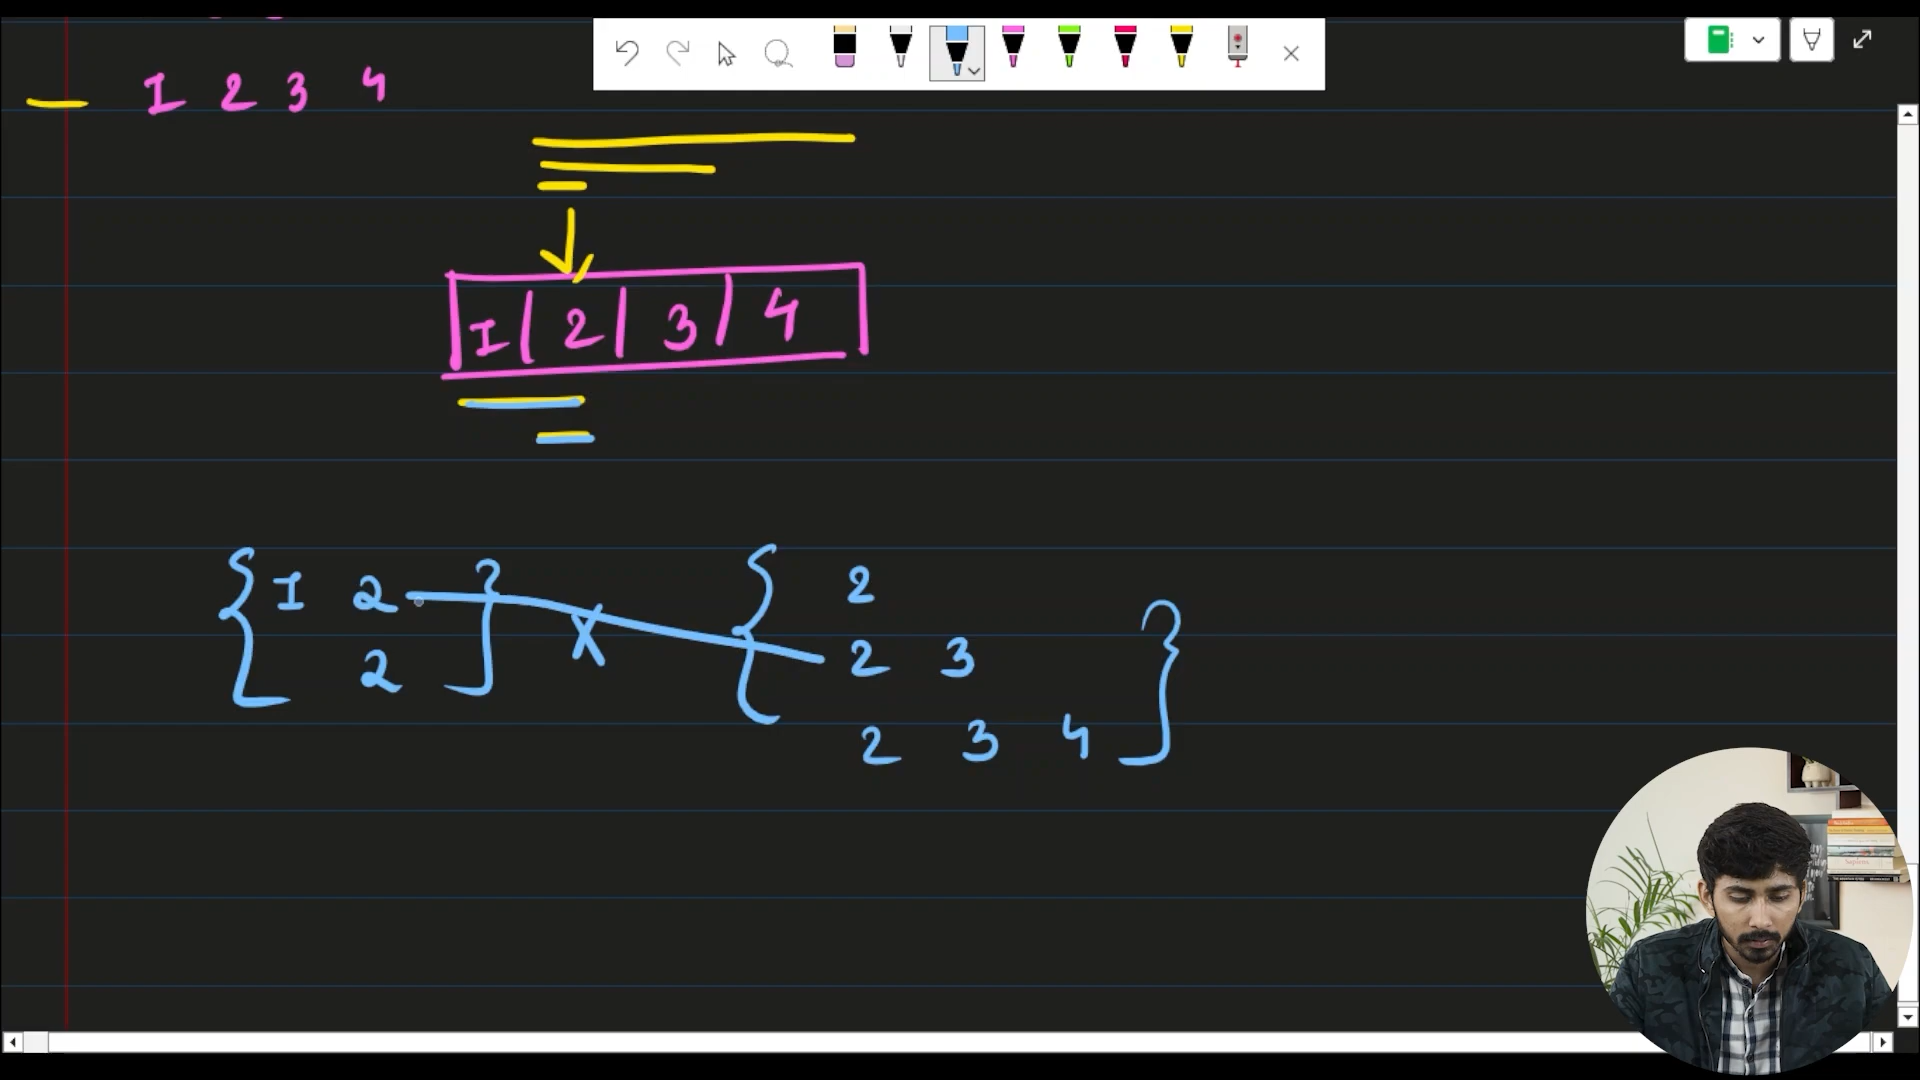 1 2 3 4
1 | 2 | 3 | 4
{ 1 2 } X { 2
2 2 3 }
2 3 4